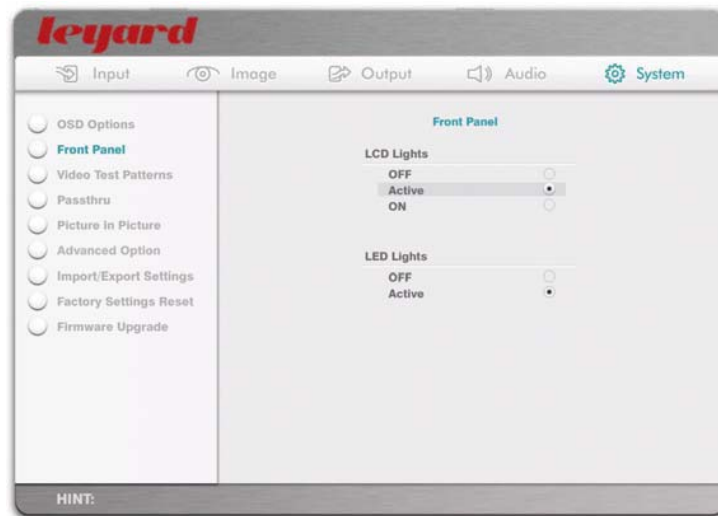 leyard
Input Image Output Audio System
OSD Options
Front Panel
Video Test Patterns
Passthru
Picture In Picture
Advanced Option
Import/Export Settings
Factory Settings Reset
Firmware Upgrade
Front Panel
LCD Lights
OFF
Active
ON
LED Lights
OFF
Active
HINT: